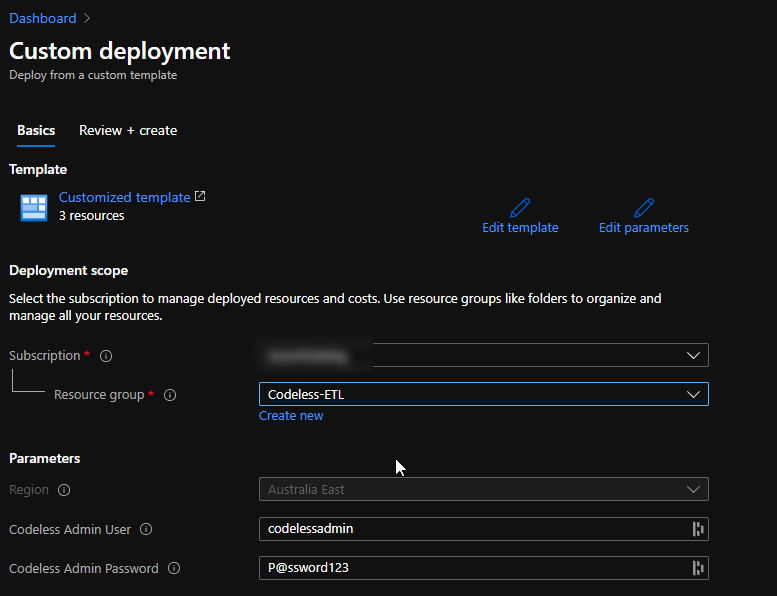 Dashboard >
Custom deployment
Deploy from a custom template
Basics Review + create
Template
Customized template
3 resources
Edit template Edit parameters
Deployment scope
Select the subscription to manage deployed resources and costs. Use resource groups like folders to organize and
manage all your resources.
Subscription *
Resource group * Codeless-ETL
Create new
Parameters
Region Australia East
Codeless Admin User codelessadmin
Codeless Admin Password P@ssword123